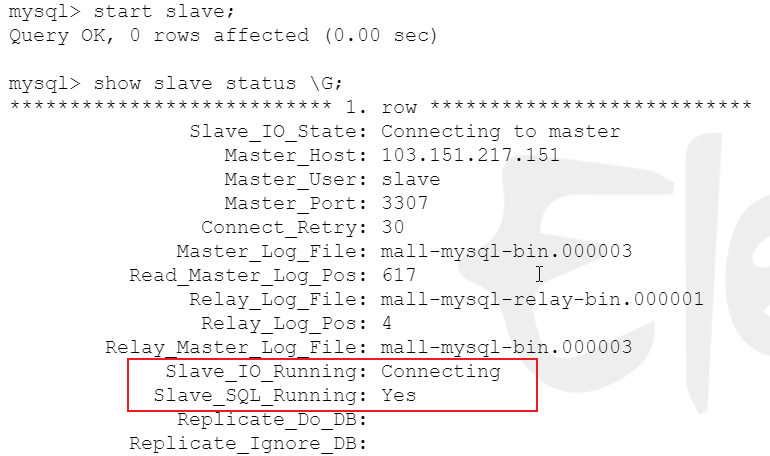 mysql> start slave;
Query OK, 0 rows affected (0.00 sec)
mysql> show slave status \G;
*************************** 1. row ***************************
Slave_IO_State: Connecting to master
Master_Host: 103.151.217.151
Master_User: slave
Master_Port: 3307
Connect_Retry: 30
Master_Log_File: mall-mysql-bin.000003
Read_Master_Log_Pos: 617
Relay_Log_File: mall-mysql-relay-bin.000001
Relay_Log_Pos: 4
Relay_Master_Log_File: mall-mysql-bin.000003
Slave_IO_Running: Connecting
Slave_SQL_Running: Yes
Replicate_Do_DB:
Replicate_Ignore_DB: